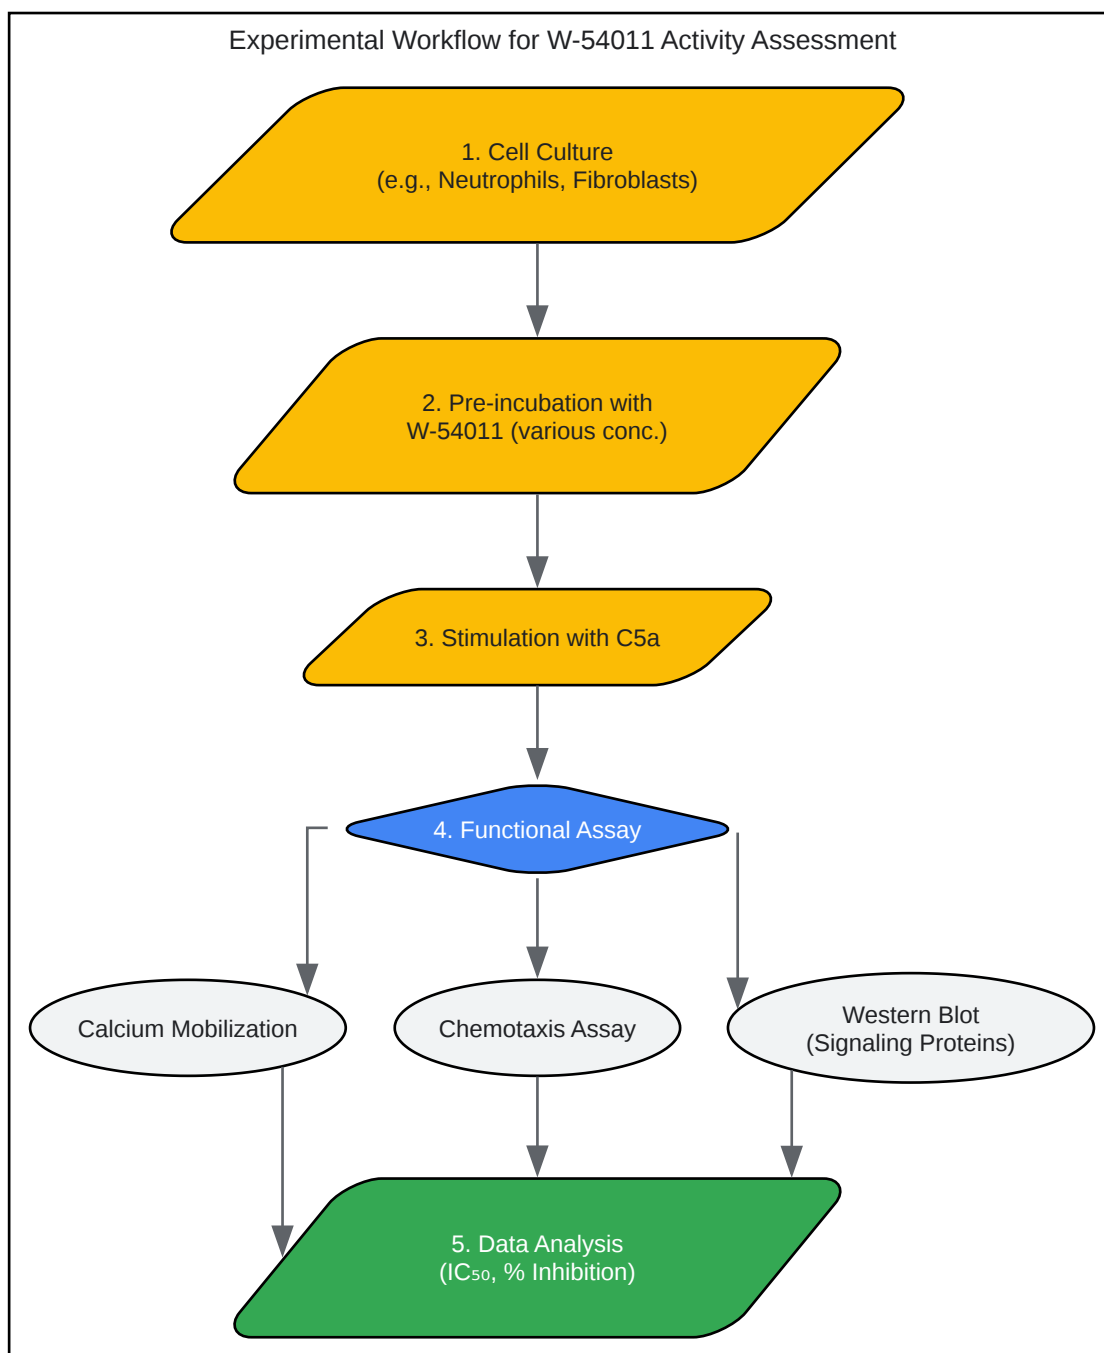 Experimental Workflow for W-54011 Activity Assessment
1. Cell Culture
(e.g., Neutrophils, Fibroblasts)
2. Pre-incubation with
W-54011 (various conc.)
3. Stimulation with C5a
4. Functional Assay
Calcium Mobilization
Chemotaxis Assay
Western Blot
(Signaling Proteins)
5. Data Analysis
(IC₅₀, % Inhibition)